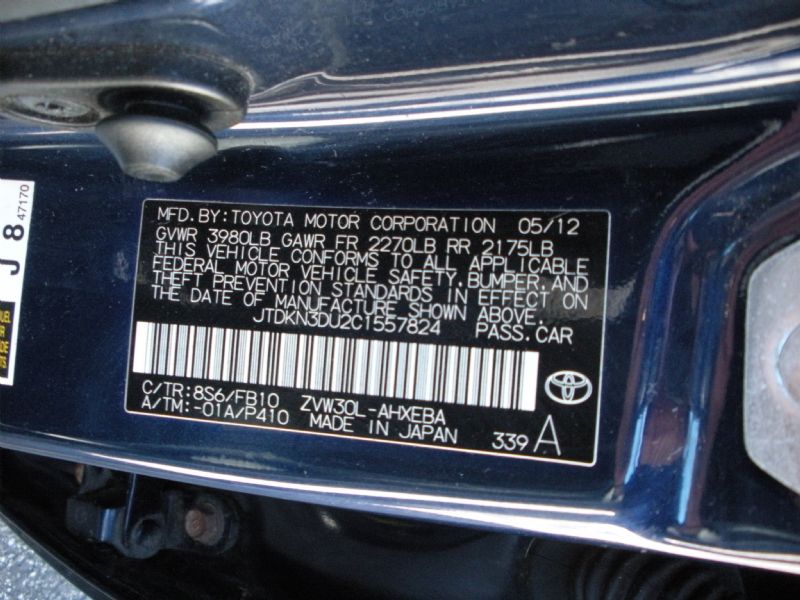 MFD.BY:TOYOTA MOTOR CORPORATION 05/12
GVWR 3980LB GAWR FR 2270LB RR 2175LB
THIS VEHICLE CONFORMS TO ALL APPLICABLE
FEDERAL MOTOR VEHICLE SAFETY,BUMPER,AND
THEFT PREVENTION STANDARDS IN EFFECT ON
THE DATE OF MANUFACTURE SHOWN ABOVE.
JTDKN3DU2C1557824 PASS.CAR
C/TR:8S6/FB10 ZVW30L-AHXEBA
A/TM:-01A/P410 MADE IN JAPAN 339 A
J 8
47170